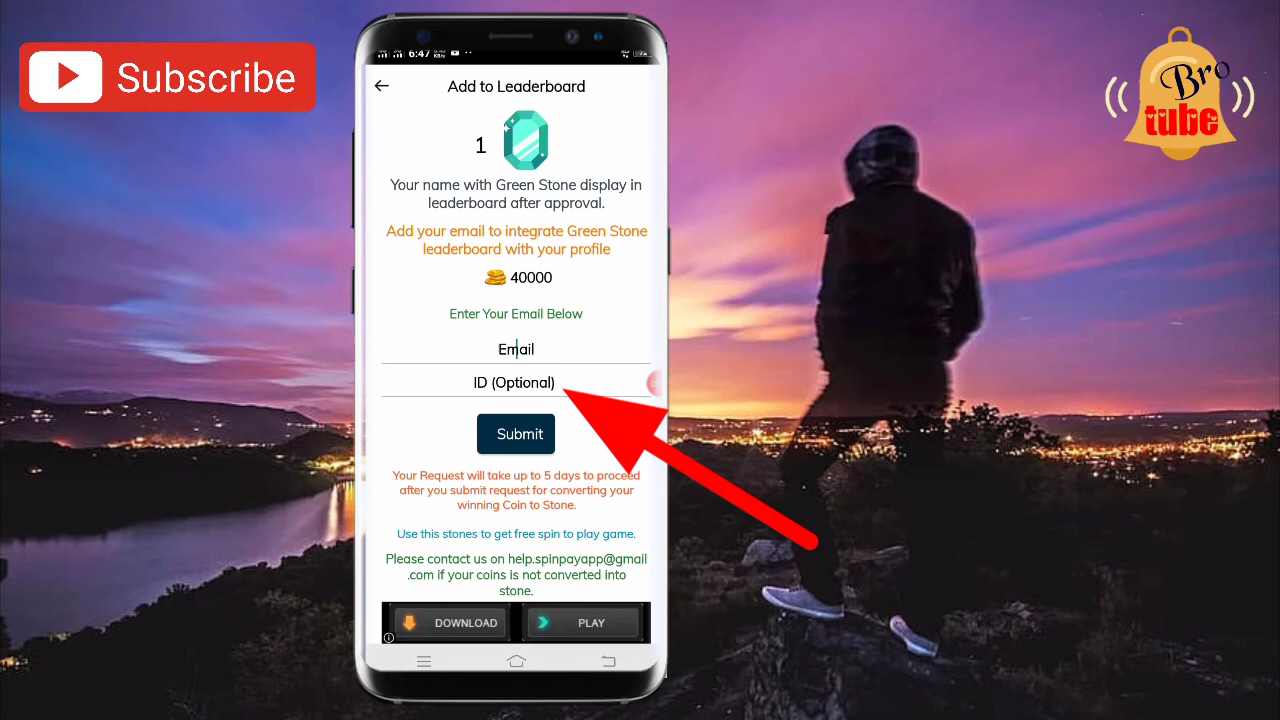 Subscribe
Bro
tube
6:47
Add to Leaderboard
1
Your name with Green Stone display in
leaderboard after approval.
Add your email to integrate Green Stone
leaderboard with your profile
40000
Enter Your Email Below
Email
ID (Optional)
Submit
Your Request will take up to 5 days to proceed
after you submit request for converting your
winning Coin to Stone.
Use this stones to get free spin to play game.
Please contact us on help.spinpayapp@gmail
.com if your coins is not converted into
stone.
DOWNLOAD
PLAY